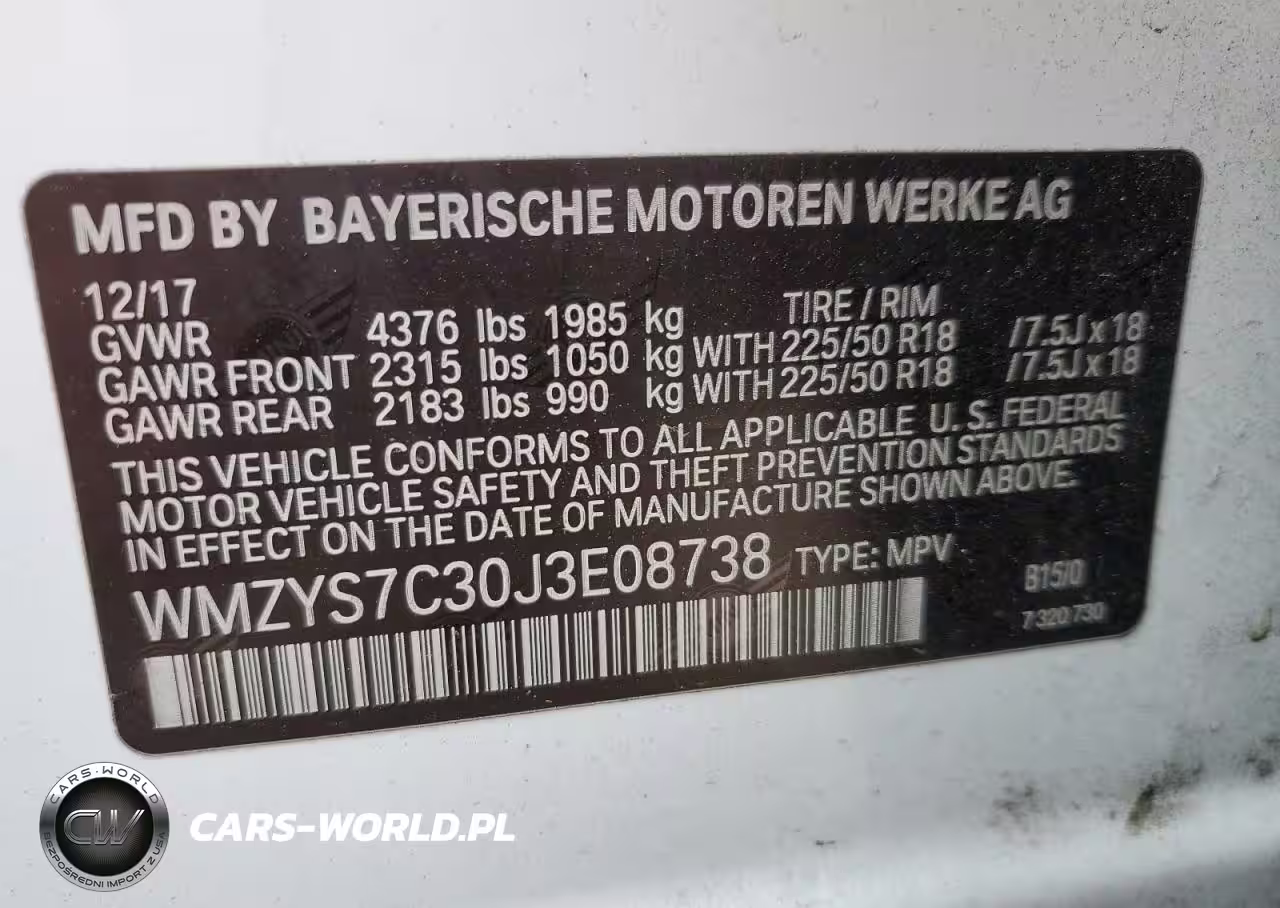 MFD BY BAYERISCHE MOTOREN WERKE AG
12/17 TIRE / RIM
GVWR 4376 lbs 1985 kg
GAWR FRONT 2315 lbs 1050 kg WITH 225/50 R18 /7.5J x 18
GAWR REAR 2183 lbs 990 kg WITH 225/50 R18 /7.5J x 18
THIS VEHICLE CONFORMS TO ALL APPLICABLE U.S. FEDERAL
MOTOR VEHICLE SAFETY AND THEFT PREVENTION STANDARDS
IN EFFECT ON THE DATE OF MANUFACTURE SHOWN ABOVE.
WMZYS7C30J3E08738 TYPE: MPV
B15/0
7 320 730
CARS-WORLD
CW
BEZPOŚREDNI IMPORT Z USA
CARS-WORLD.PL